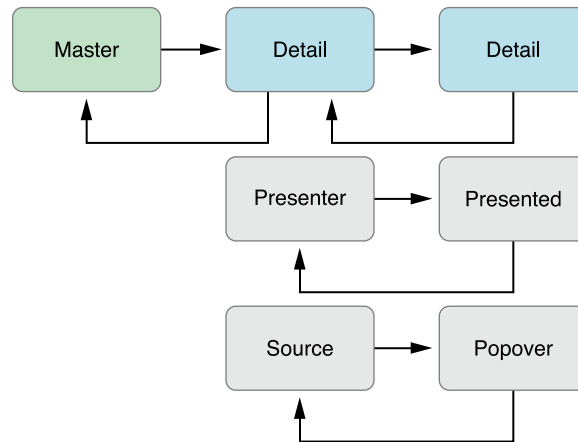 Master
Detail
Detail
Presenter
Presented
Source
Popover